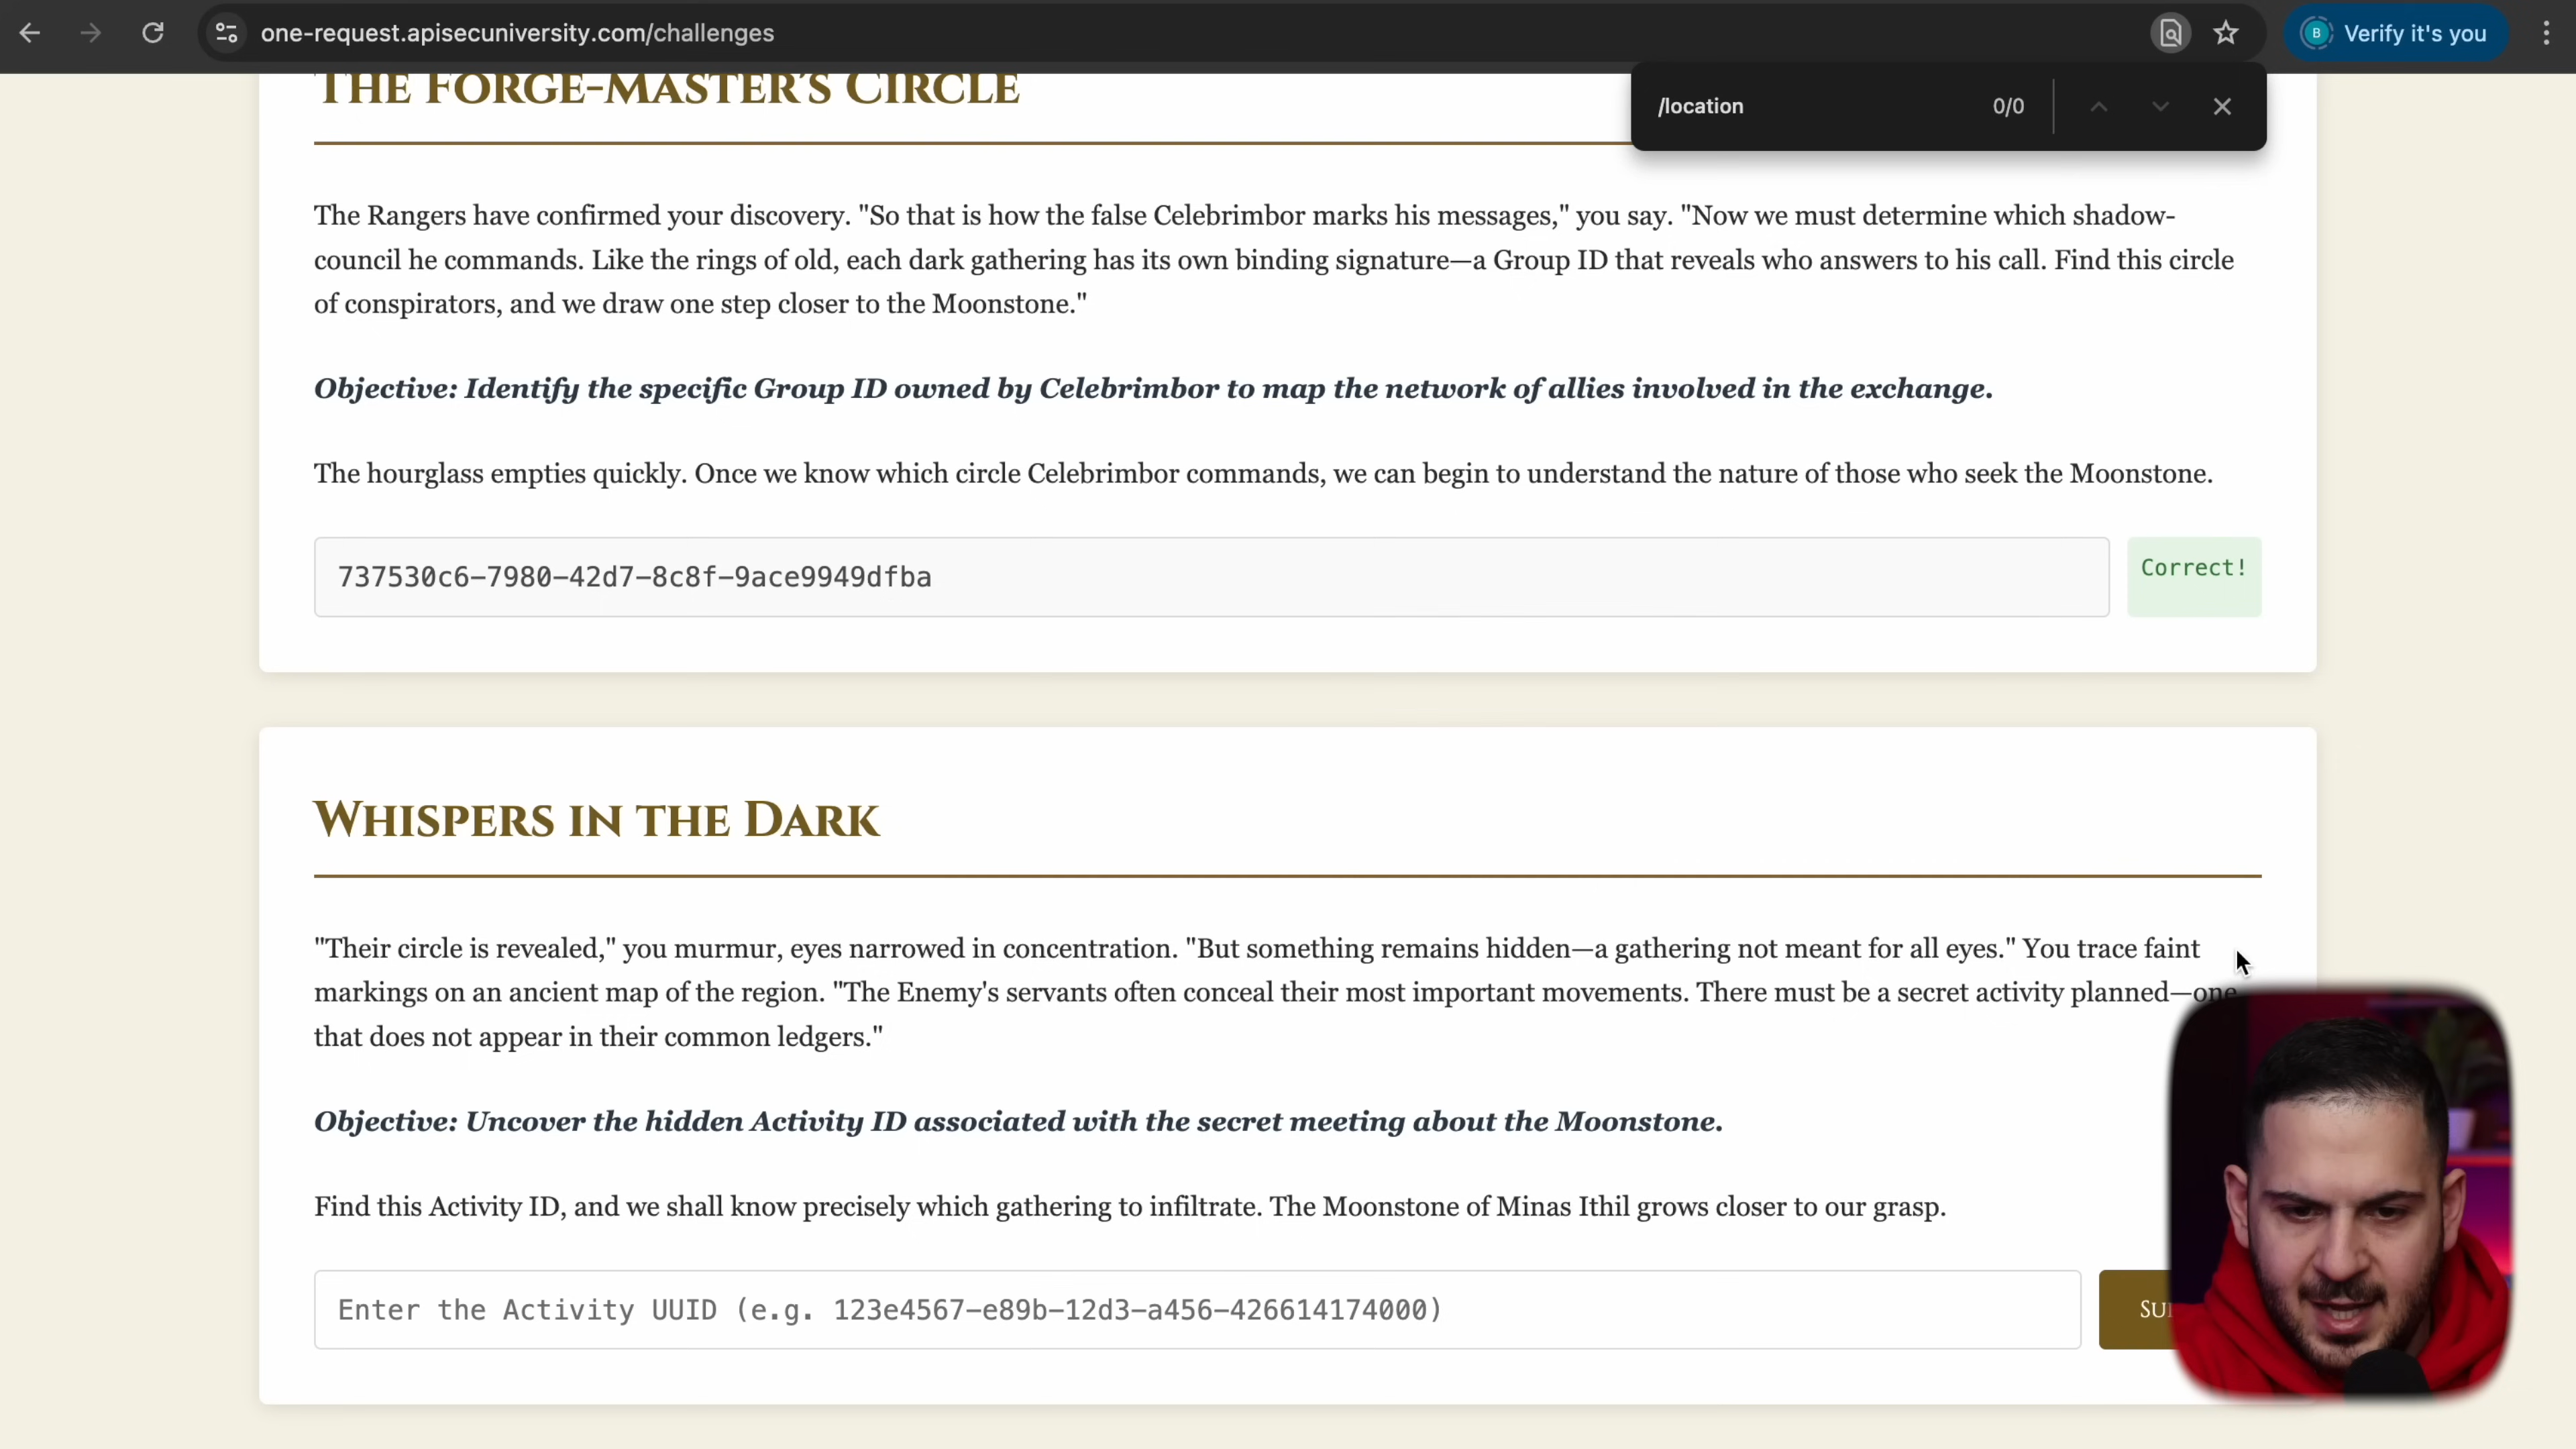 one-request.apisecuniversity.com/challenges
B
Verify it's you
THE FORGE-MASTER'S CIRCLE
/location
0/0
The Rangers have confirmed your discovery. "So that is how the false Celebrimbor marks his messages," you say. "Now we must determine which shadow-
council he commands. Like the rings of old, each dark gathering has its own binding signature—a Group ID that reveals who answers to his call. Find this circle
of conspirators, and we draw one step closer to the Moonstone."
Objective: Identify the specific Group ID owned by Celebrimbor to map the network of allies involved in the exchange.
The hourglass empties quickly. Once we know which circle Celebrimbor commands, we can begin to understand the nature of those who seek the Moonstone.
737530c6-7980-42d7-8c8f-9ace9949dfba
Correct!
WHISPERS IN THE DARK
"Their circle is revealed," you murmur, eyes narrowed in concentration. "But something remains hidden—a gathering not meant for all eyes." You trace faint
markings on an ancient map of the region. "The Enemy's servants often conceal their most important movements. There must be a secret activity planned—one
that does not appear in their common ledgers."
Objective: Uncover the hidden Activity ID associated with the secret meeting about the Moonstone.
Find this Activity ID, and we shall know precisely which gathering to infiltrate. The Moonstone of Minas Ithil grows closer to our grasp.
Enter the Activity UUID (e.g. 123e4567-e89b-12d3-a456-426614174000)